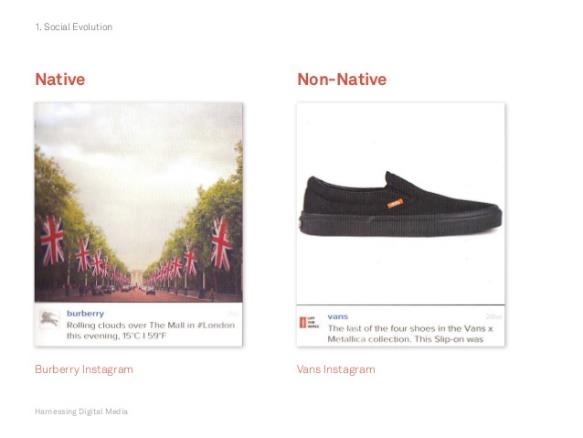 1. Social Evolution
Native
Non-Native
burberry
Rolling clouds over The Mall in #London
this evening, 15°C | 59°F
vans
The last of the four shoes in the Vans x
Metallica collection. This Slip-on was
Burberry Instagram
Vans Instagram
Harnessing Digital Media